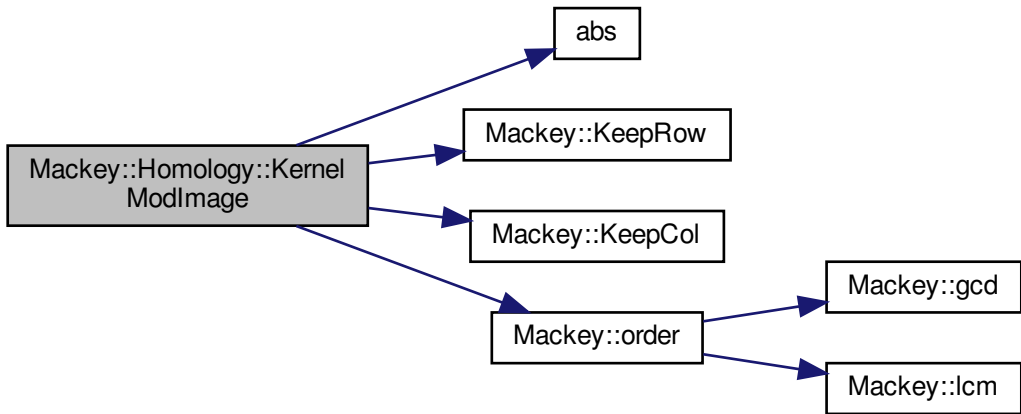 abs
Mackey::KeepRow
Mackey::Homology::Kernel
ModImage
Mackey::KeepCol
Mackey::gcd
Mackey::order
Mackey::lcm